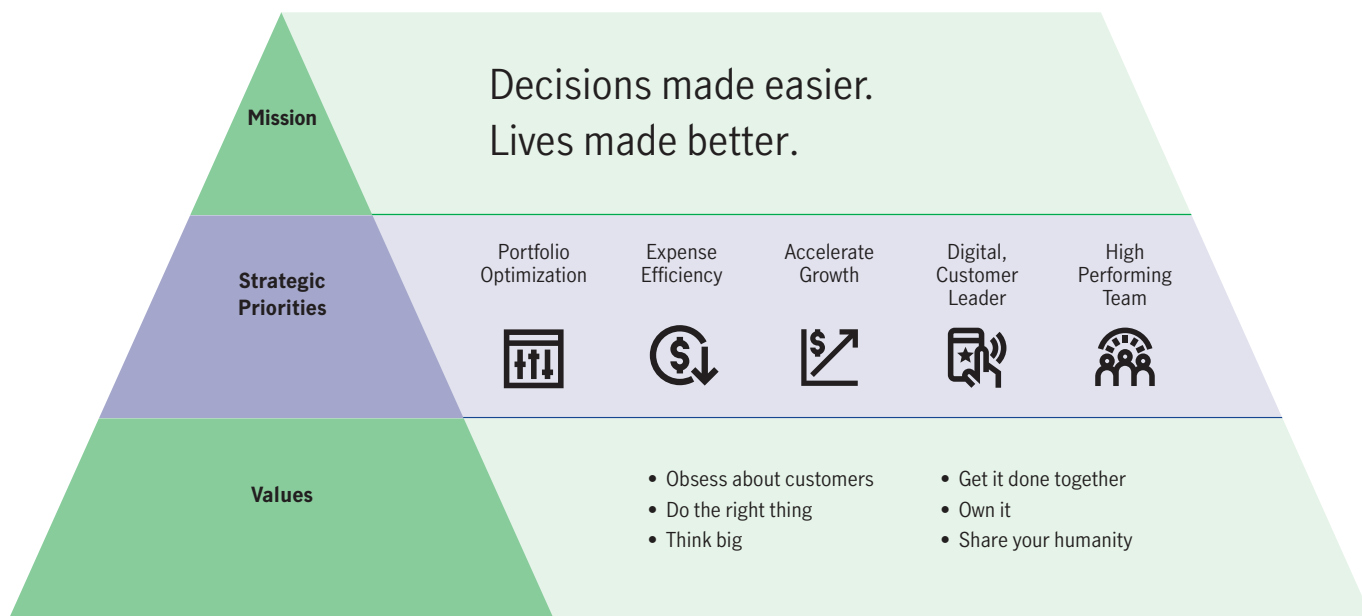 Mission
Decisions made easier.
Lives made better.
Strategic
Priorities
Portfolio
Optimization
Expense
Efficiency
Accelerate
Growth
Digital,
Customer
Leader
High
Performing
Team
Values
• Obsess about customers
• Do the right thing
• Think big
• Get it done together
• Own it
• Share your humanity